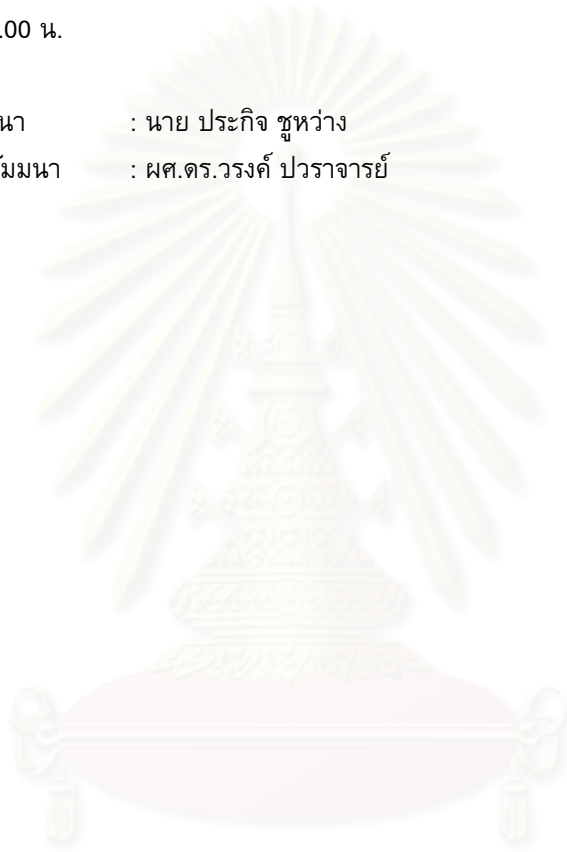 .00 น.
นา : นาย ประกิจ ชูหว่าง
ัมมนา : ผศ.ดร.วรงค์ ปวราจารย์